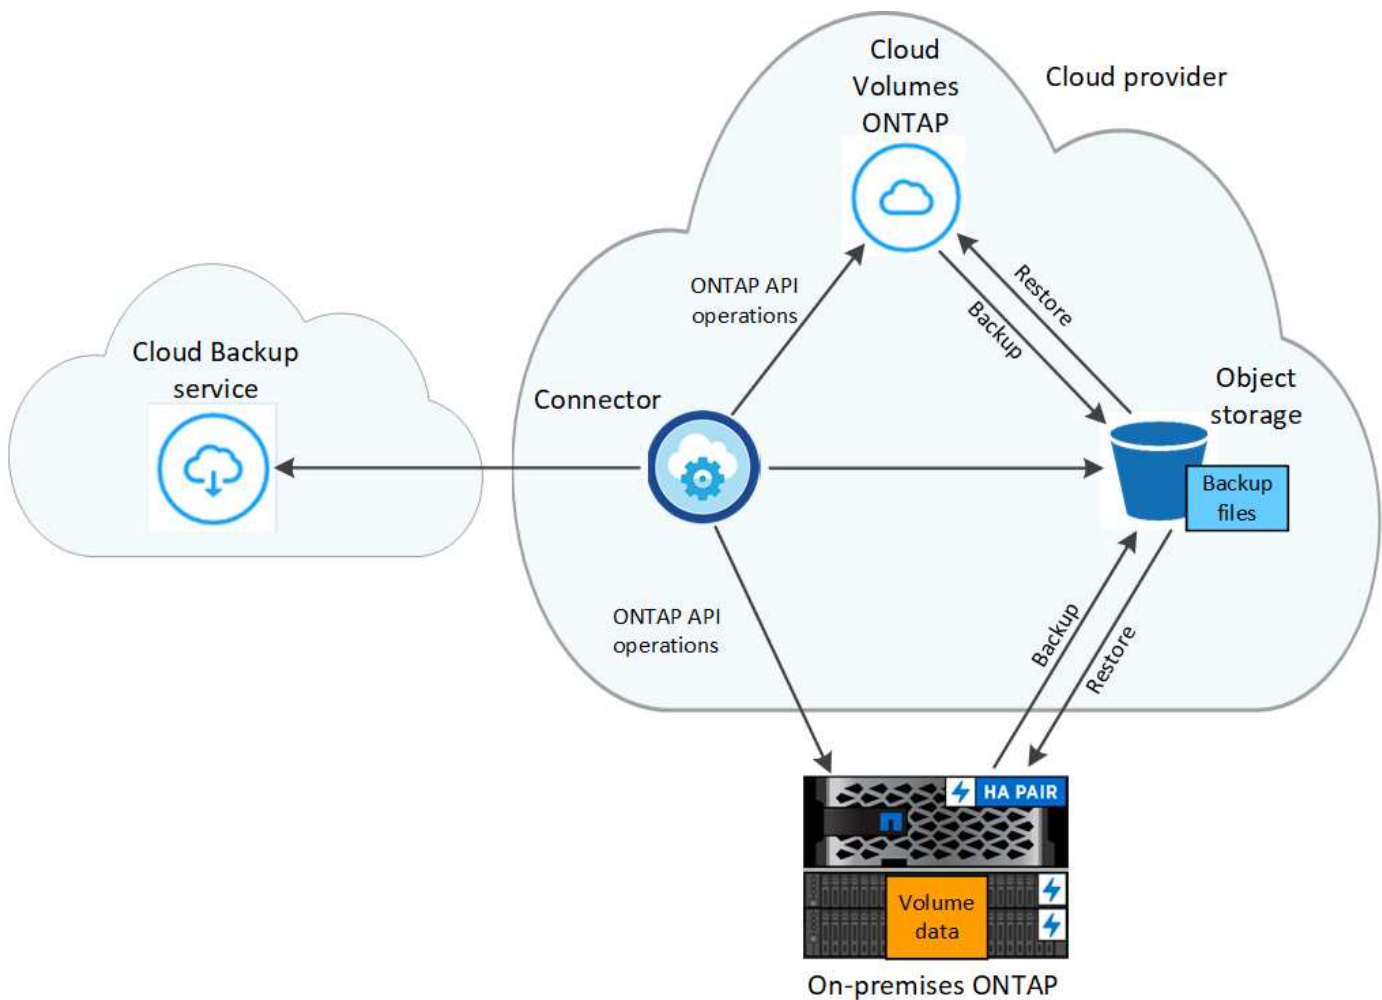 Cloud
Volumes
ONTAP
Cloud provider
ONTAP API
operations
Restore
Backup
Cloud Backup
service
Connector
Object
storage
Backup
files
ONTAP API
operations
Backup
Restore
HA PAIR
Volume
data
On-premises ONTAP